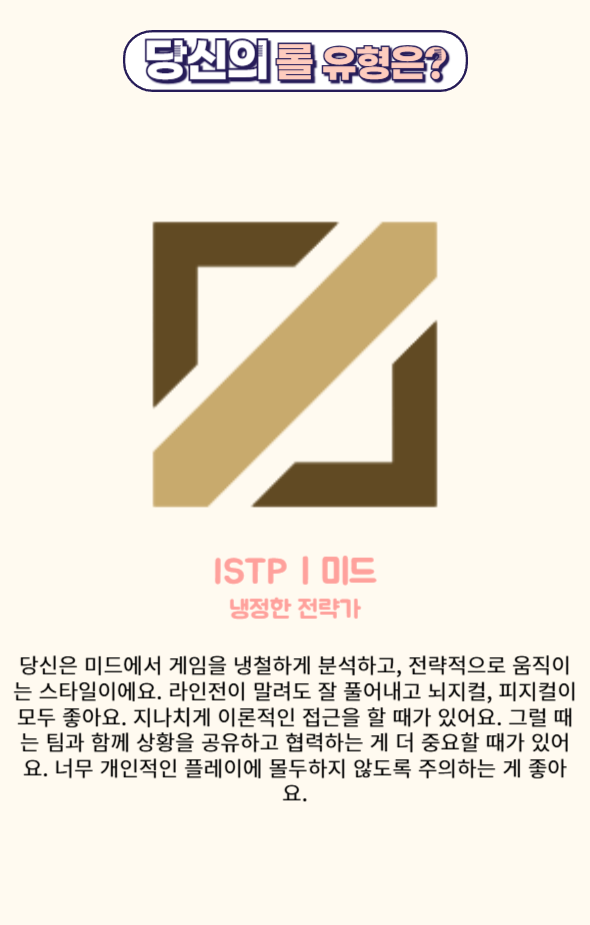 당신의 롤 유형은?
ISTP | 미드
냉정한 전략가
당신은 미드에서 게임을 냉철하게 분석하고, 전략적으로 움직이
는 스타일이에요. 라인전이 말려도 잘 풀어내고 뇌지컬, 피지컬이
모두 좋아요. 지나치게 이론적인 접근을 할 때가 있어요. 그럴 때
는 팀과 함께 상황을 공유하고 협력하는 게 더 중요할 때가 있어
요. 너무 개인적인 플레이에 몰두하지 않도록 주의하는 게 좋아
요.